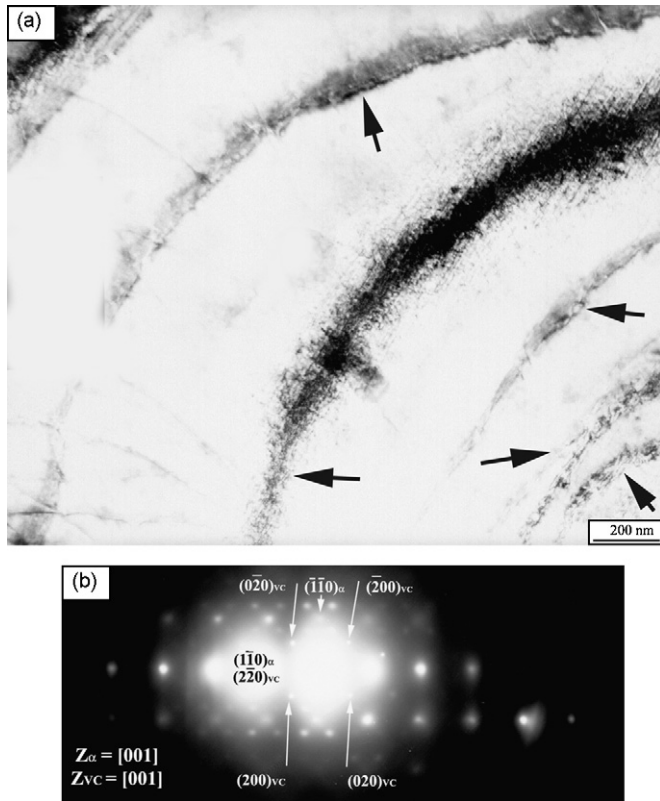 (a)
200 nm
(b)
(02̄0)VC
(1̄1̄0)α
(2̄00)VC
(11̄0)α
(22̄0)VC
Zα = [001]
ZVC = [001]
(200)VC
(020)VC